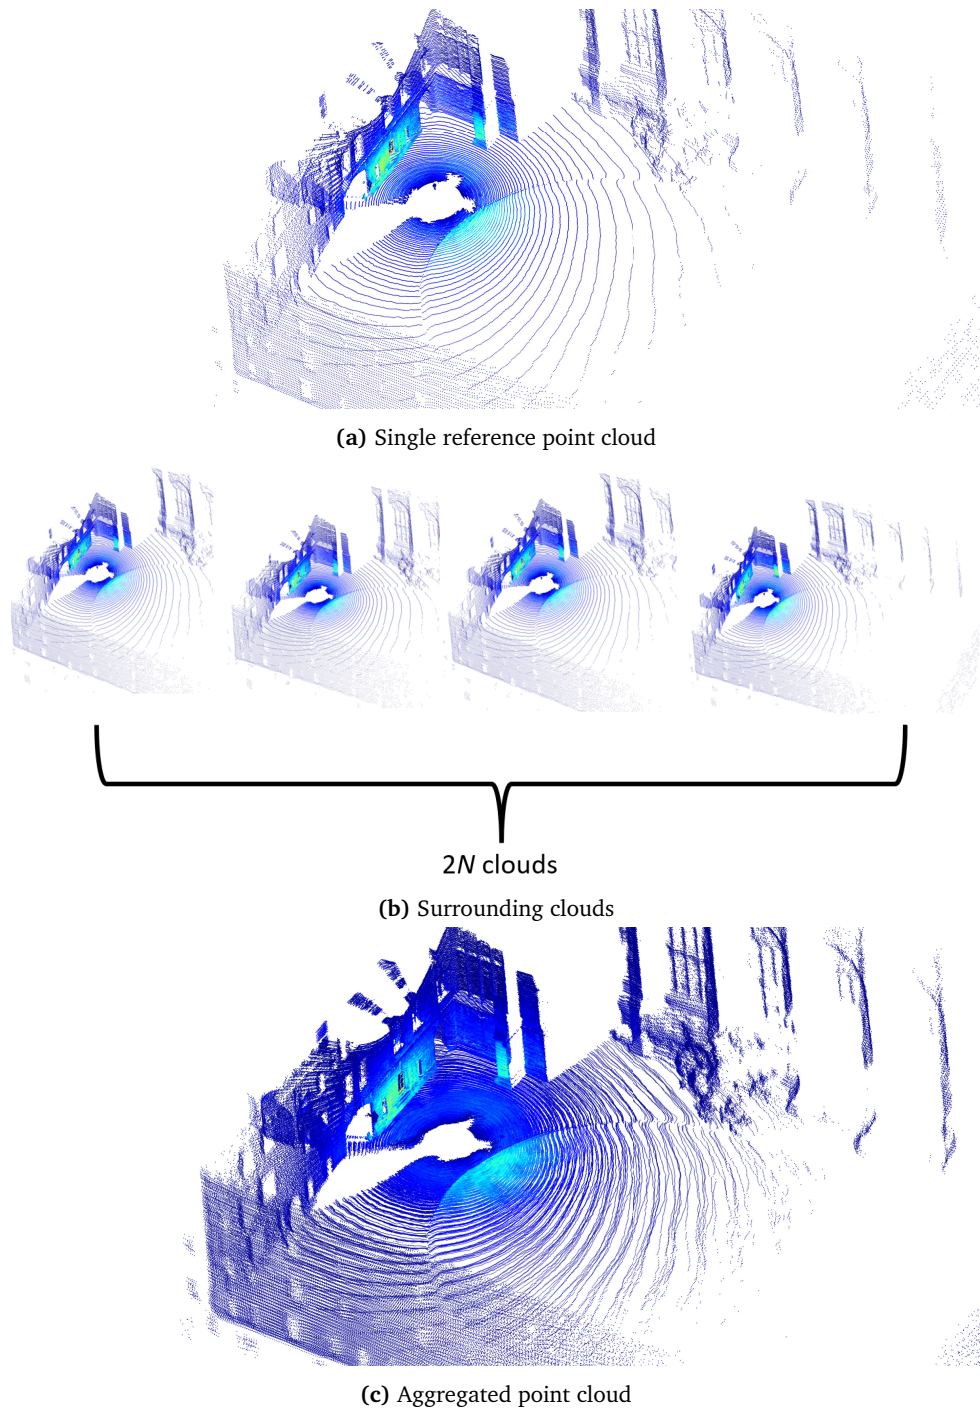 (a) Single reference point cloud
2N clouds
(b) Surrounding clouds
(c) Aggregated point cloud